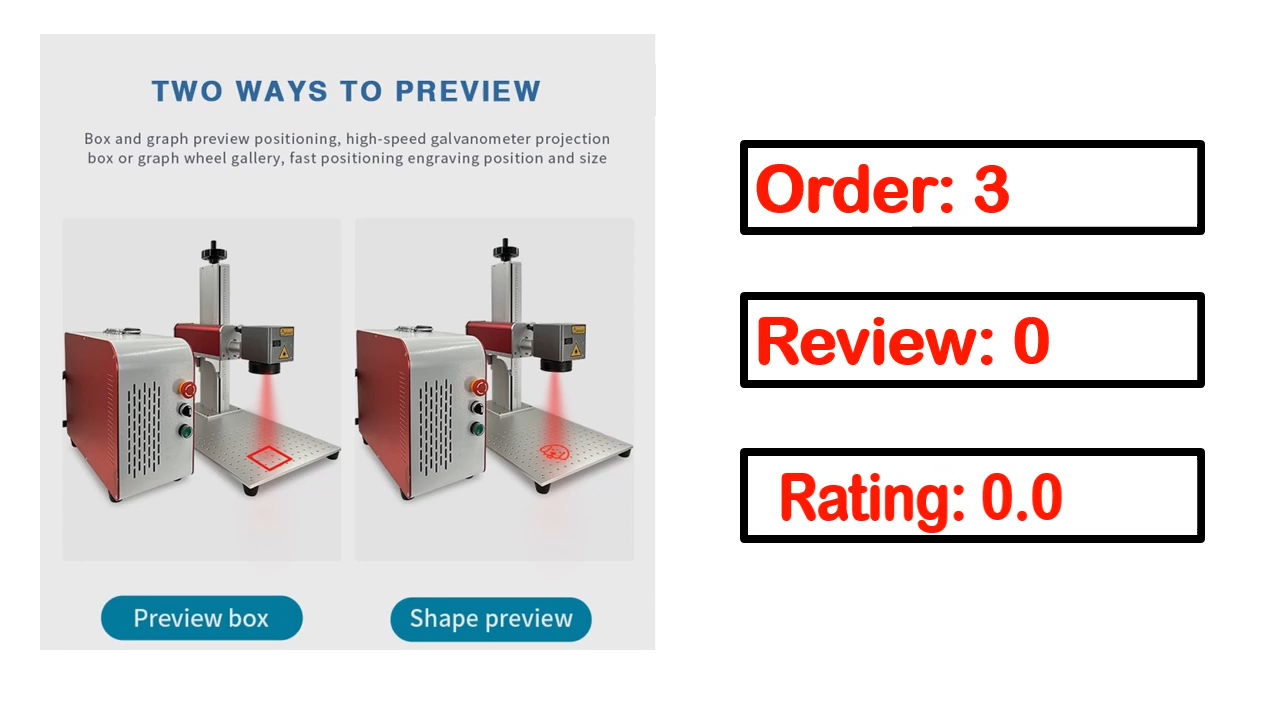 TWO WAYS TO PREVIEW
Box and graph preview positioning, high-speed galvanometer projection
box or graph wheel gallery, fast positioning engraving position and size
Preview box
Shape preview
Order: 3
Review: 0
Rating: 0.0